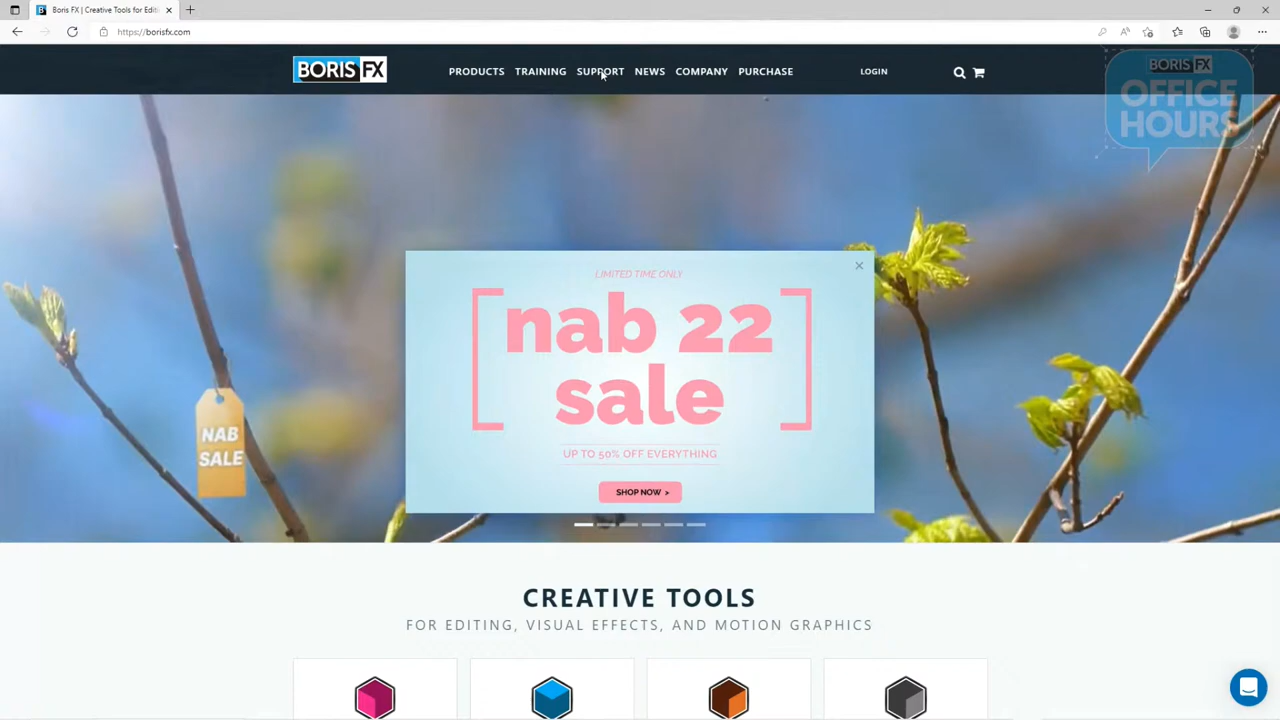 Boris FX | Creative Tools for Edit
https://borisfx.com
BORIS FX
PRODUCTS TRAINING SUPPORT NEWS COMPANY PURCHASE LOGIN
BORIS FX
OFFICE
HOURS
LIMITED TIME ONLY
nab 22
sale
UP TO 50% OFF EVERYTHING
SHOP NOW >
NAB
SALE
CREATIVE TOOLS
FOR EDITING, VISUAL EFFECTS, AND MOTION GRAPHICS